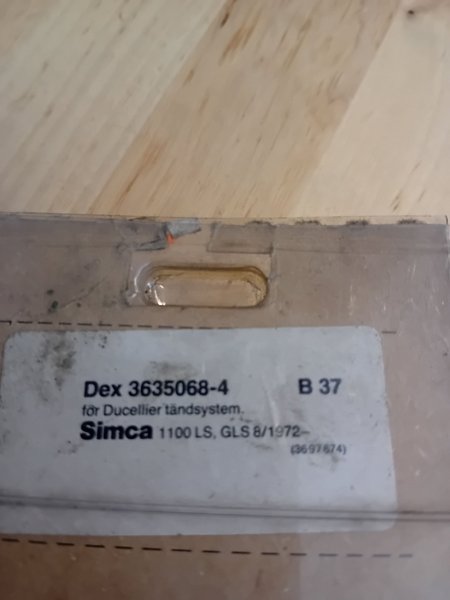 Dex 3635068-4 B 37
för Ducellier tändsystem.
Simca 1100 LS, GLS 8/1972–
(3697674)